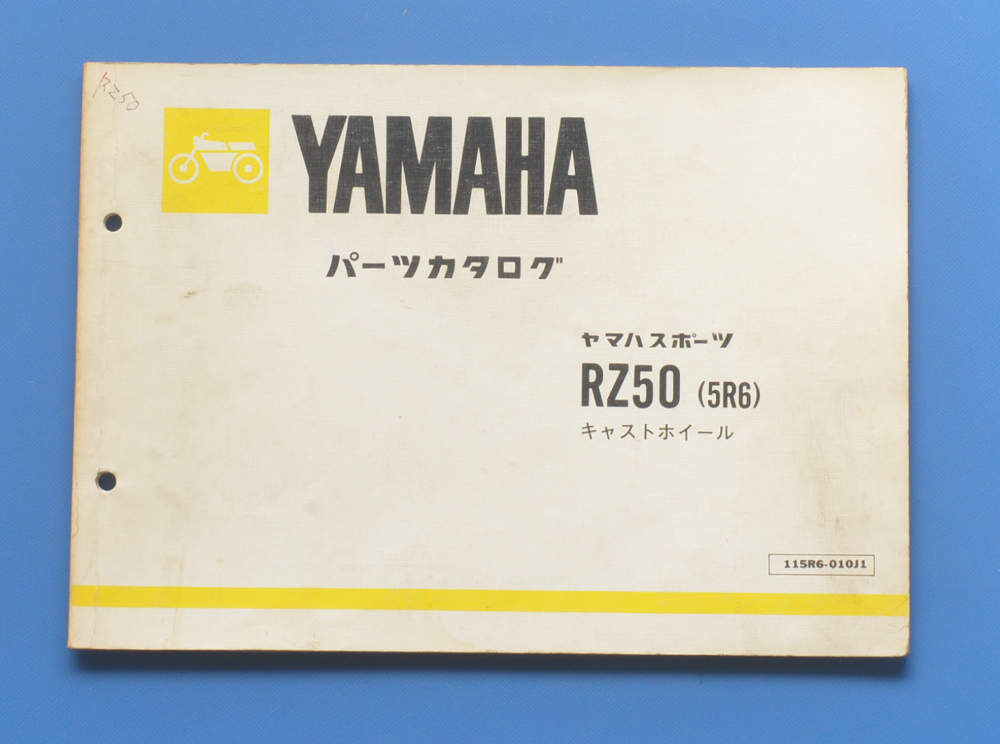 RZ50
YAMAHA
パーツカタログ
ヤマハスポーツ
RZ50 (5R6)
キャストホイール
115R6-010J1